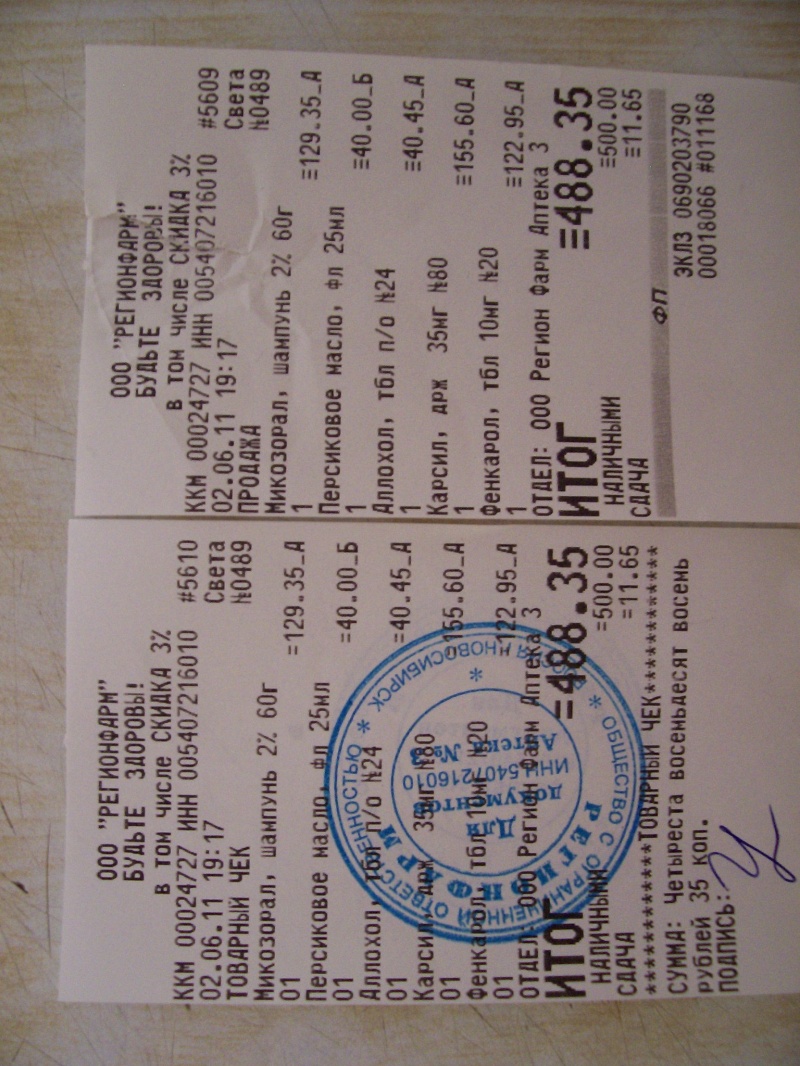 ООО "РЕГИОНФАРМ"
БУДЬТЕ ЗДОРОВЫ!
в том числе СКИДКА 3%
ККМ 00024727 ИНН 005407216010 #5609
02.06.11 19:17 Света
ПРОДАЖА №0489
Микозорал, шампунь 2% 60г
1 ≡129.35_А
Персиковое масло, фл 25мл
1 ≡40.00_Б
Аллохол, тбл п/о №24
1 ≡40.45_А
Карсил, држ 35мг №80
1 ≡155.60_А
Фенкарол, тбл 10мг №20
1 ≡122.95_А
ОТДЕЛ: ООО Регион Фарм Аптека 3
ИТОГ ≡488.35
НАЛИЧНЫМИ ≡500.00
СДАЧА ≡11.65
ФП
ЭКЛЗ 0690203790
00018066 #011168
ООО "РЕГИОНФАРМ"
БУДЬТЕ ЗДОРОВЫ!
в том числе СКИДКА 3%
ККМ 00024727 ИНН 005407216010 #5610
02.06.11 19:17 Света
ТОВАРНЫЙ ЧЕК №0489
Микозорал, шампунь 2% 60г
01 =129.35_А
Персиковое масло, фл 25мл
01 =40.00_Б
Аллохол, тбл п/о №24
01 =40.45_А
Карсил, држ 35мг №80
01 155.60_А
Фенкарол, тбл 10мг №20
01 =122.95_А
ОТДЕЛ: ООО Регион Фарм Аптека 3
ИТОГ =488.35
НАЛИЧНЫМИ =500.00
СДАЧА =11.65
************ТОВАРНЫЙ ЧЕК************
СУММА: Четыреста восемьдесят восемь
рублей 35 коп.
ПОДПИСЬ:
ОБЩЕСТВО С ОГРАНИЧЕННОЙ ОТВЕТСТВЕННОСТЬЮ * НОВОСИБИРСК *
РЕГИОНФАРМ
Для
документов
ИНН 5407216010
Аптека №3